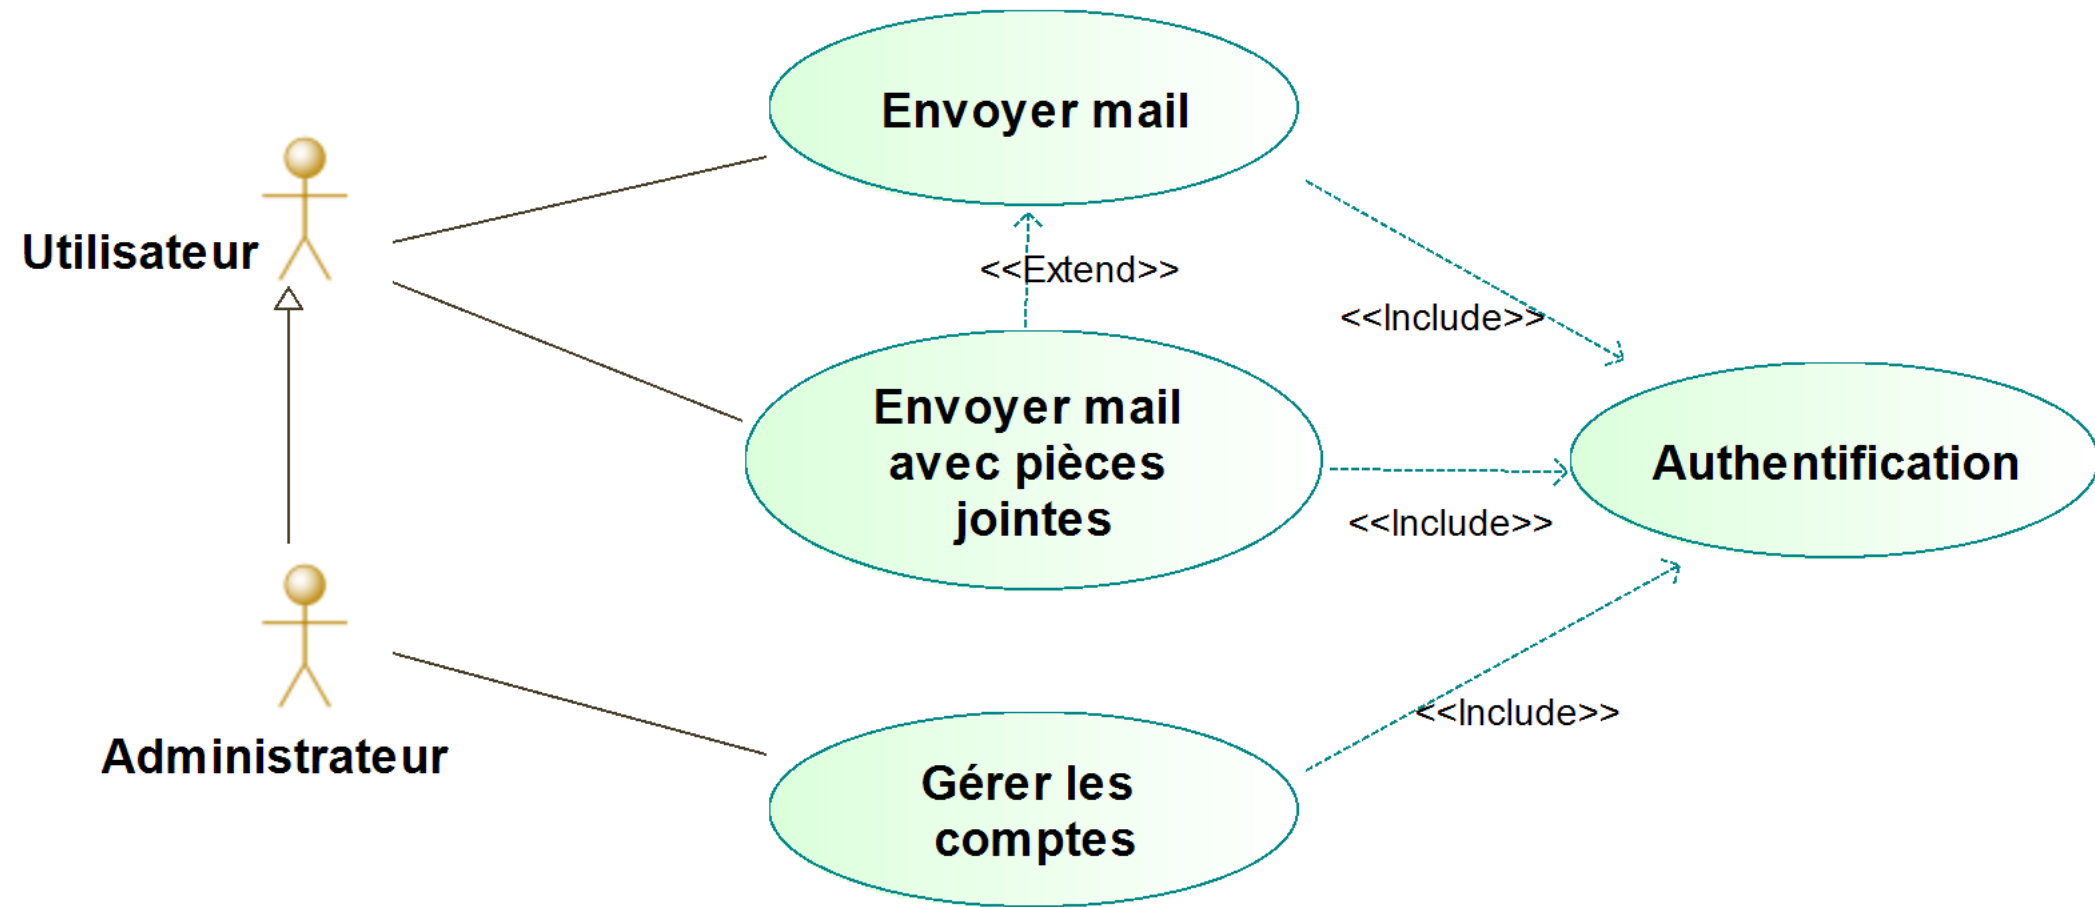 Envoyer mail
Utilisateur
<<Extend>>
<<Include>>
Envoyer mail
avec pièces
jointes
Authentification
<<Include>>
<<Include>>
Administrateur
Gérer les
comptes